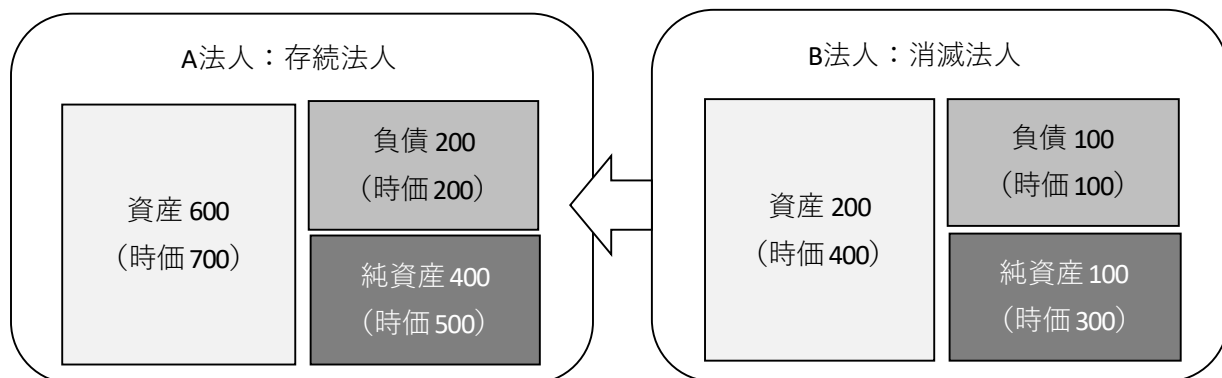 A法人：存続法人
資産 600
（時価 700）
負債 200
（時価 200）
純資産 400
（時価 500）
B法人：消滅法人
資産 200
（時価 400）
負債 100
（時価 100）
純資産 100
（時価 300）